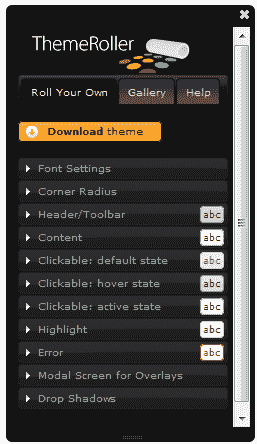 ThemeRoller
Roll Your Own Gallery Help
Download theme
Font Settings
Corner Radius
Header/Toolbar abc
Content abc
Clickable: default state abc
Clickable: hover state abc
Clickable: active state abc
Highlight abc
Error abc
Modal Screen for Overlays
Drop Shadows